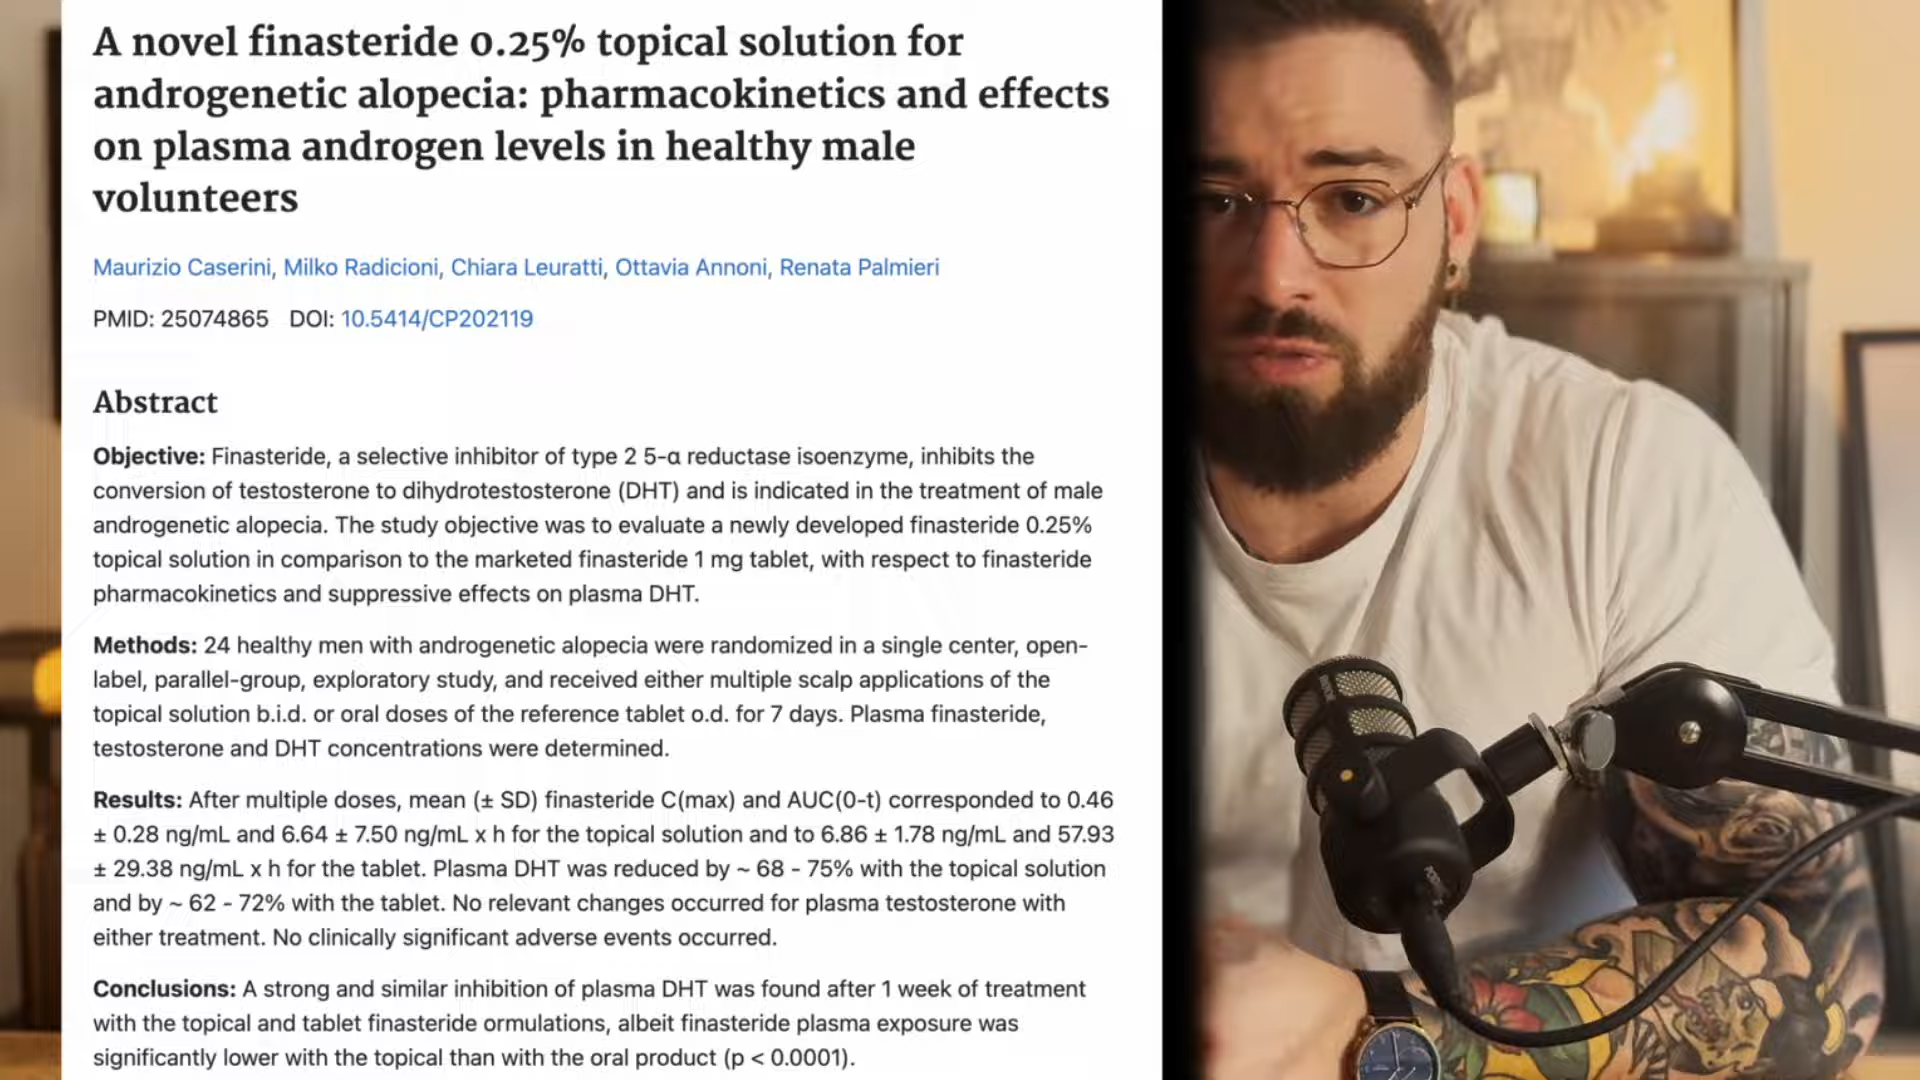 A novel finasteride 0.25% topical solution for
androgenetic alopecia: pharmacokinetics and effects
on plasma androgen levels in healthy male
volunteers
Maurizio Caserini, Milko Radicioni, Chiara Leuratti, Ottavia Annoni, Renata Palmieri
PMID: 25074865 DOI: 10.5414/CP202119
Abstract
Objective: Finasteride, a selective inhibitor of type 2 5-α reductase isoenzyme, inhibits the
conversion of testosterone to dihydrotestosterone (DHT) and is indicated in the treatment of male
androgenetic alopecia. The study objective was to evaluate a newly developed finasteride 0.25%
topical solution in comparison to the marketed finasteride 1 mg tablet, with respect to finasteride
pharmacokinetics and suppressive effects on plasma DHT.
Methods: 24 healthy men with androgenetic alopecia were randomized in a single center, open-
label, parallel-group, exploratory study, and received either multiple scalp applications of the
topical solution b.i.d. or oral doses of the reference tablet o.d. for 7 days. Plasma finasteride,
testosterone and DHT concentrations were determined.
Results: After multiple doses, mean (± SD) finasteride C(max) and AUC(0-t) corresponded to 0.46
± 0.28 ng/mL and 6.64 ± 7.50 ng/mL x h for the topical solution and to 6.86 ± 1.78 ng/mL and 57.93
± 29.38 ng/mL x h for the tablet. Plasma DHT was reduced by ~ 68 - 75% with the topical solution
and by ~ 62 - 72% with the tablet. No relevant changes occurred for plasma testosterone with
either treatment. No clinically significant adverse events occurred.
Conclusions: A strong and similar inhibition of plasma DHT was found after 1 week of treatment
with the topical and tablet finasteride ormulations, albeit finasteride plasma exposure was
significantly lower with the topical than with the oral product (p < 0.0001).